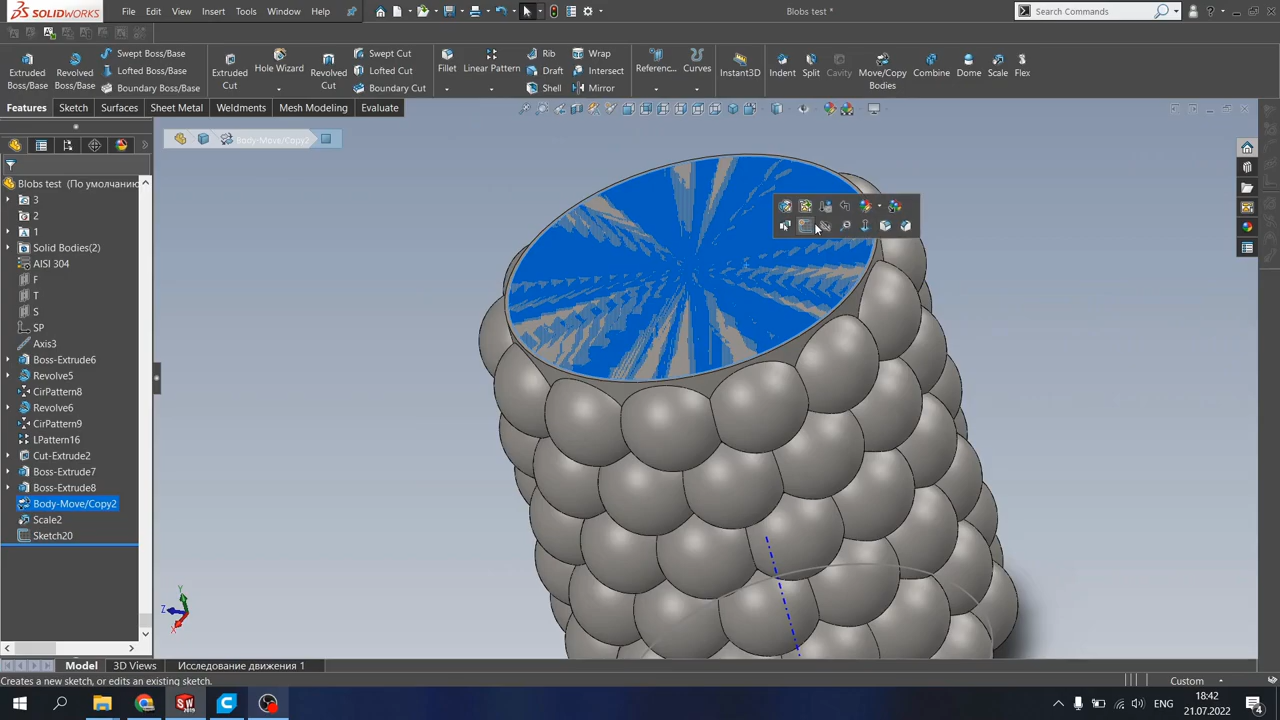 SOLIDWORKS File Edit View Insert Tools Window Help Blobs test * Search Commands
Extruded Boss/Base
Revolved Boss/Base
Swept Boss/Base
Lofted Boss/Base
Boundary Boss/Base
Extruded Cut
Hole Wizard
Revolved Cut
Swept Cut
Lofted Cut
Boundary Cut
Fillet
Linear Pattern
Rib
Draft
Shell
Wrap
Intersect
Mirror
Referenc...
Curves
Instant3D
Indent
Split
Cavity
Move/Copy Bodies
Combine
Dome
Scale
Flex
Features Sketch Surfaces Sheet Metal Weldments Mesh Modeling Evaluate
Body-Move/Copy2
Blobs test (По умолчанию
3
2
1
Solid Bodies(2)
AISI 304
F
T
S
SP
Axis3
Boss-Extrude6
Revolve5
CirPattern8
Revolve6
CirPattern9
LPattern16
Cut-Extrude2
Boss-Extrude7
Boss-Extrude8
Body-Move/Copy2
Scale2
Sketch20
Y
Z
X
Model 3D Views Исследование движения 1
Creates a new sketch, or edits an existing sketch. Custom
SW 2019
ENG
18:42
21.07.2022
4